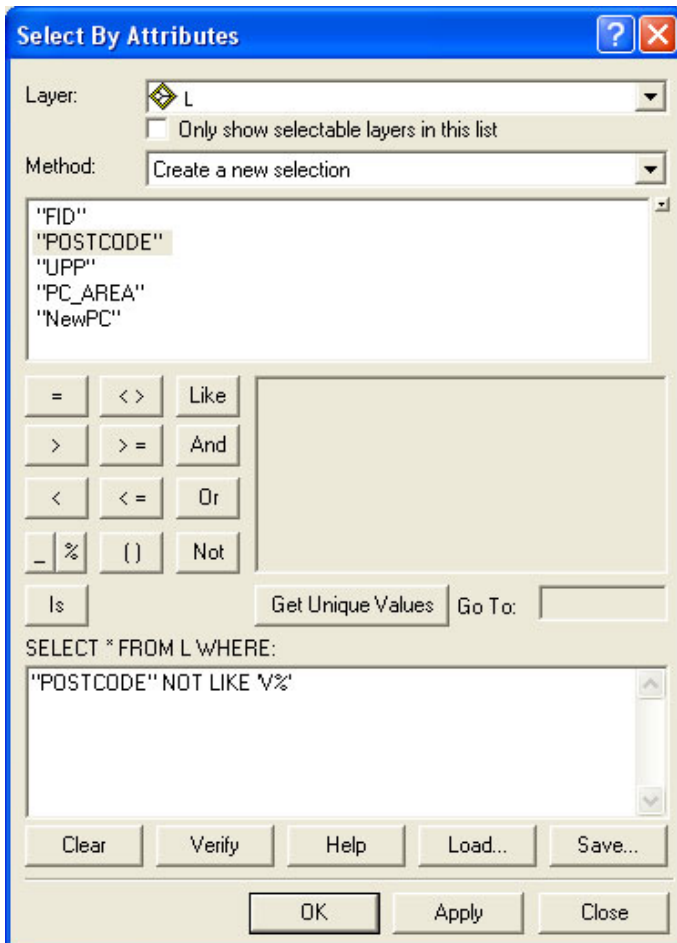 Select By Attributes
Layer: L
Only show selectable layers in this list
Method: Create a new selection
"FID"
"POSTCODE"
"UPP"
"PC_AREA"
"NewPC"
= < > Like
> > = And
< < = Or
_ % ( ) Not
Is Get Unique Values Go To:
SELECT * FROM L WHERE:
"POSTCODE" NOT LIKE 'V%'
Clear Verify Help Load... Save...
OK Apply Close